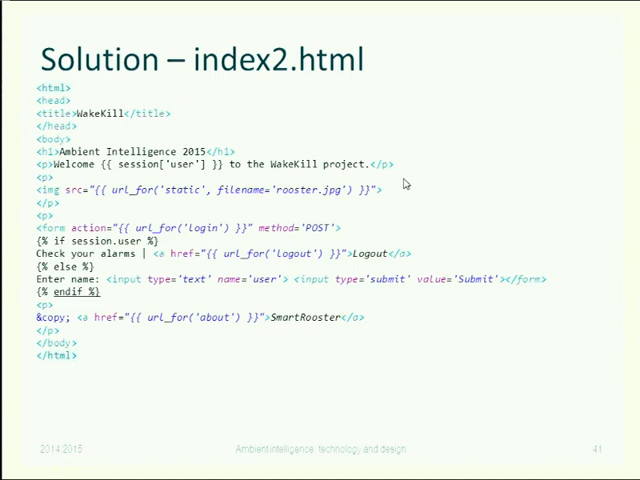 Solution – index2.html
<html>
<head>
<title>WakeKill</title>
</head>
<body>
<h1>Ambient Intelligence 2015</h1>
<p>Welcome {{ session['user'] }} to the WakeKill project.</p>
<p>
<img src="{{ url_for('static', filename='rooster.jpg') }}">
</p>
<p>
<form action="{{ url_for('login') }}" method='POST'>
{% if session.user %}
Check your alarms | <a href="{{ url_for('logout') }}">Logout</a>
{% else %}
Enter name: <input type='text' name='user'> <input type='submit' value='Submit'></form>
{% endif %}
<p>
&copy; <a href="{{ url_for('about') }}">SmartRooster</a>
</p>
</body>
</html>
2014/2015
Ambient intelligence: technology and design
41